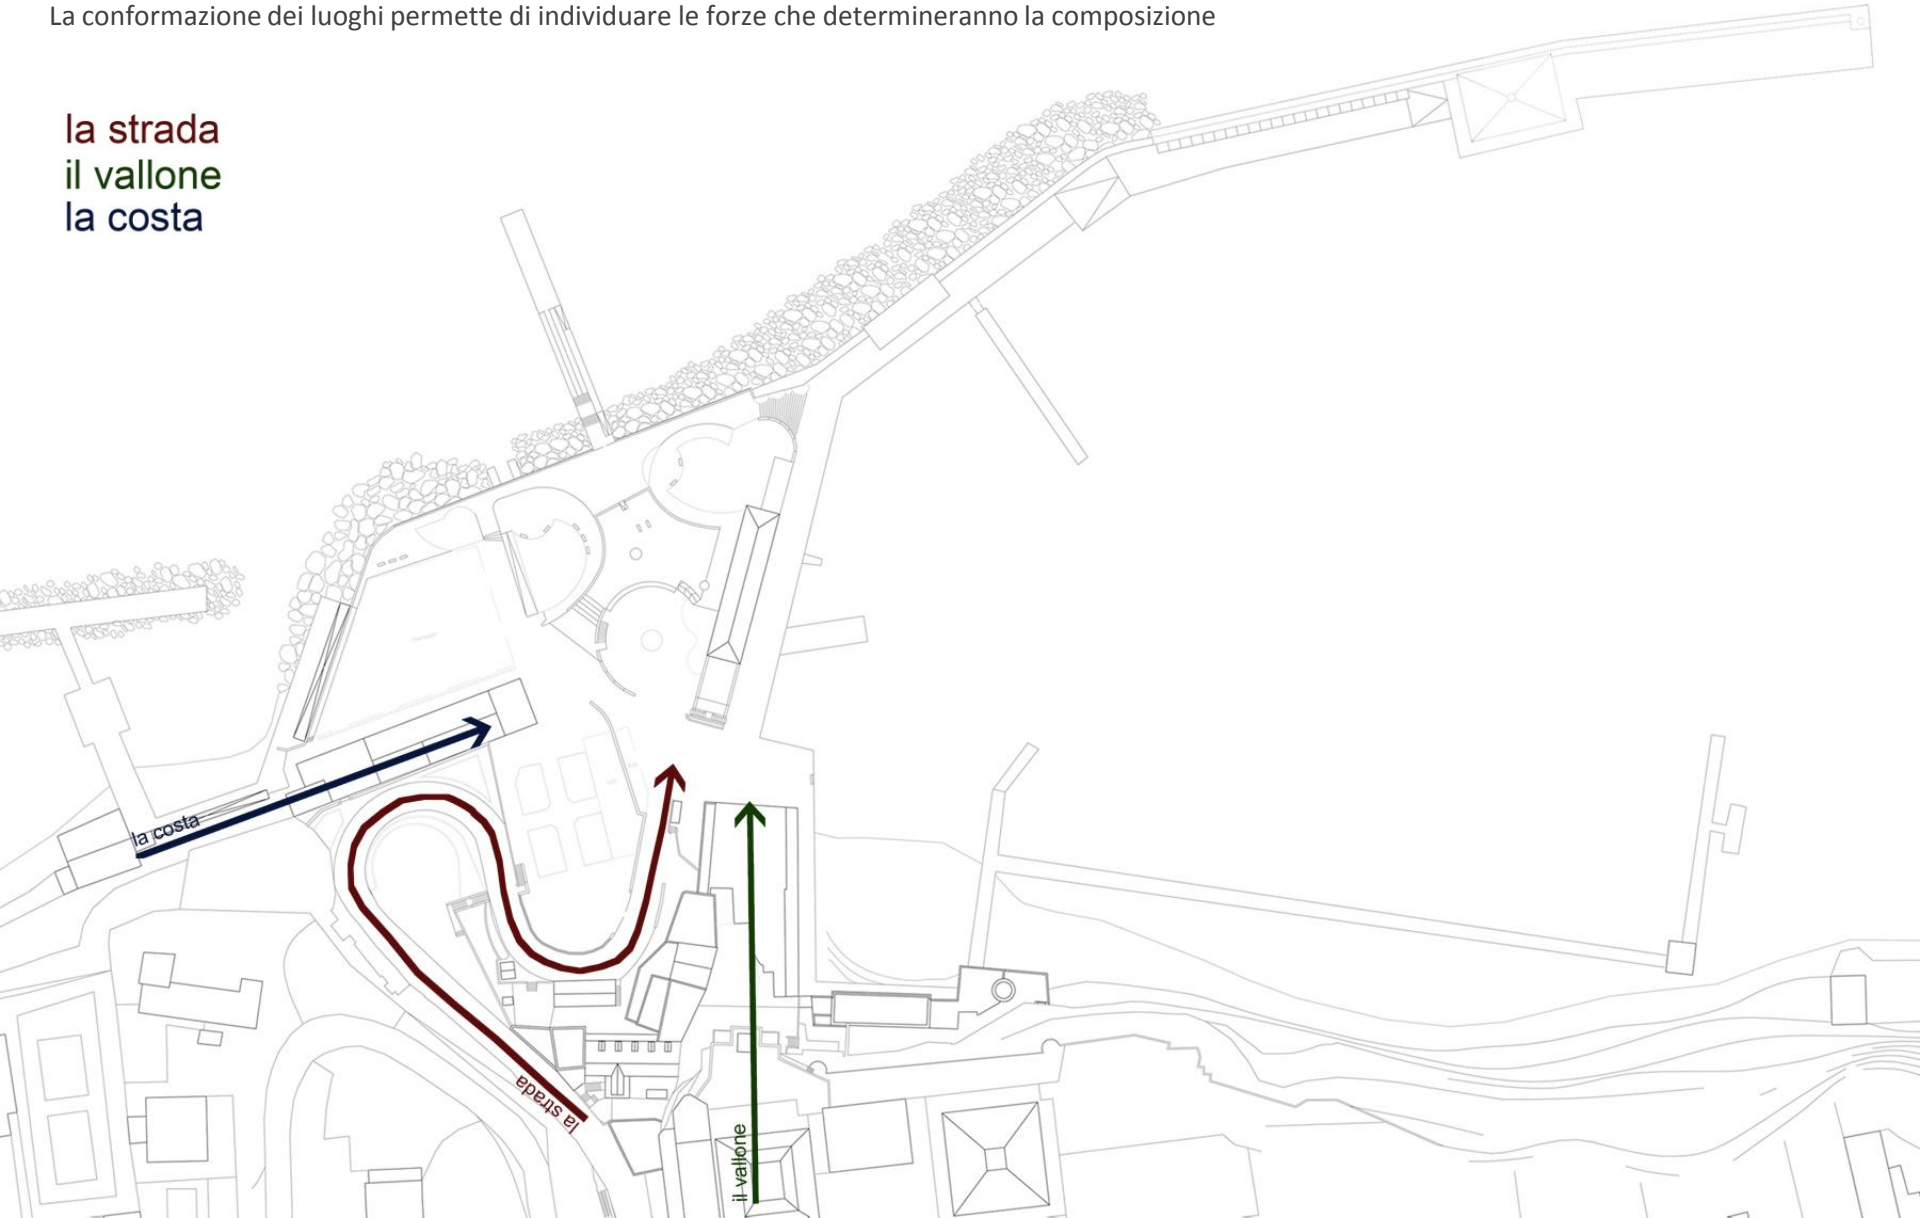 La conformazione dei luoghi permette di individuare le forze che determineranno la composizione
la strada
il vallone
la costa
la costa
la strada
il vallone